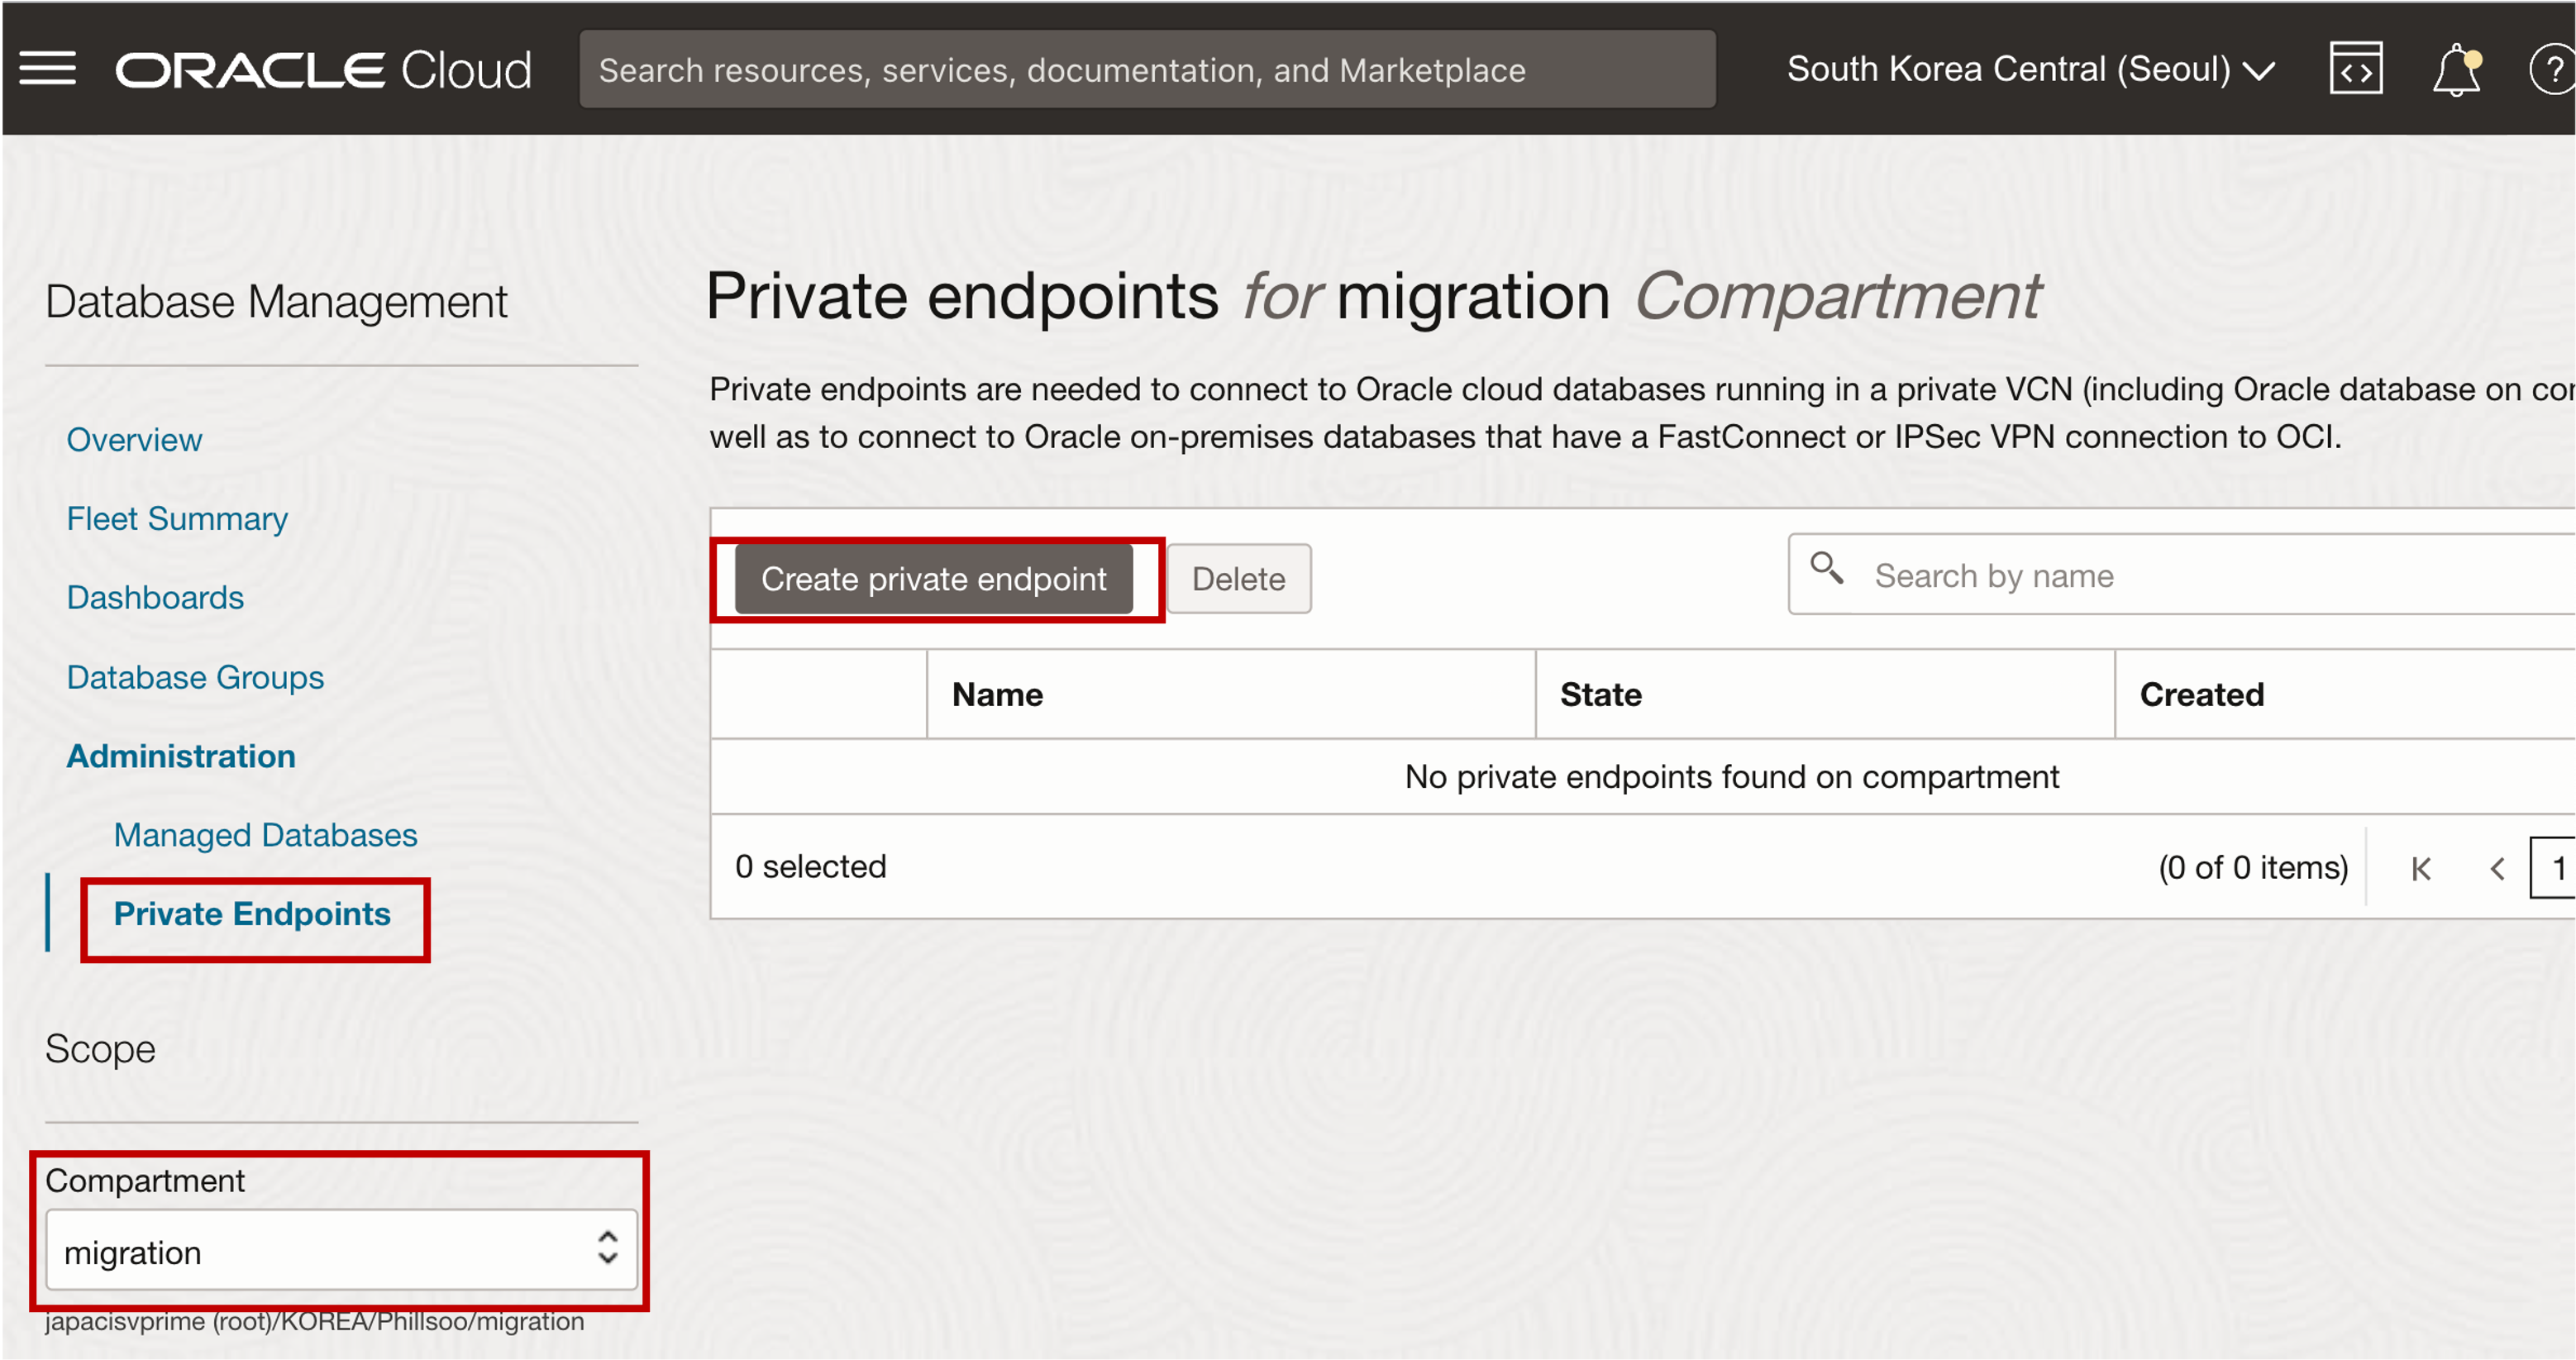 ORACLE Cloud
Search resources, services, documentation, and Marketplace
South Korea Central (Seoul)
?
Database Management
Overview
Fleet Summary
Dashboards
Database Groups
Administration
Managed Databases
Private Endpoints
Scope
Compartment
migration
japacisvprime (root)/KOREA/Phillsoo/migration
Private endpoints for migration Compartment
Private endpoints are needed to connect to Oracle cloud databases running in a private VCN (including Oracle database on
well as to connect to Oracle on-premises databases that have a FastConnect or IPSec VPN connection to OCI.
Create private endpoint
Delete
Search by name
Name
State
Created
No private endpoints found on compartment
0 selected
(0 of 0 items)
1